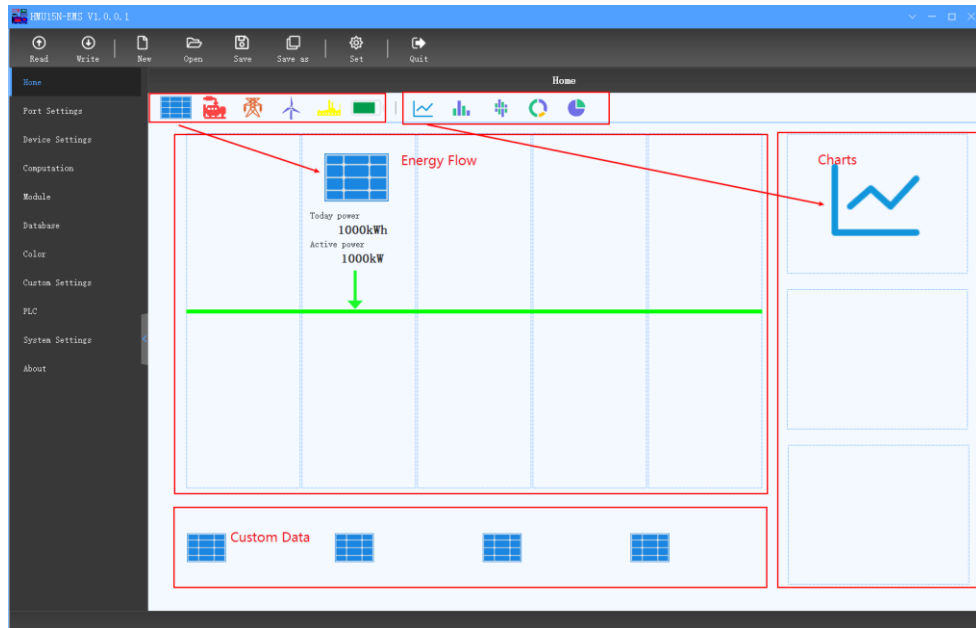 HMU15N-EMS V1.0.0.1
Read Write New Open Save Save as Set Quit
Home
Home
Port Settings
Device Settings
Computation
Module
Database
Color
Custom Settings
PLC
System Settings
About
Energy Flow
Today power
1000kWh
Active power
1000kW
Charts
Custom Data